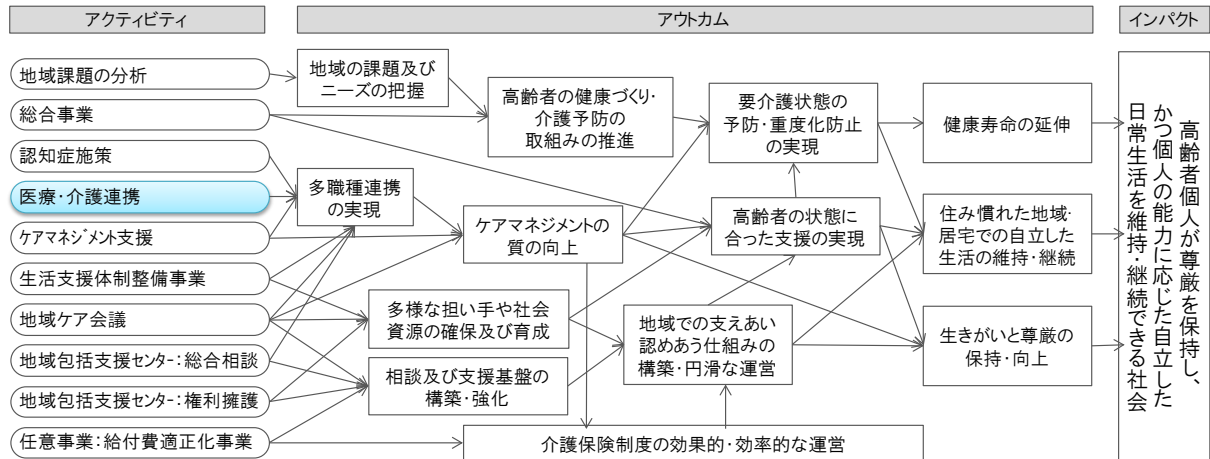 アクティビティ
アウトカム
インパクト
地域課題の分析
総合事業
認知症施策
医療・介護連携
ケアマネジメント支援
生活支援体制整備事業
地域ケア会議
地域包括支援センター:総合相談
地域包括支援センター:権利擁護
任意事業:給付費適正化事業
地域の課題及び
ニーズの把握
多職種連携
の実現
高齢者の健康づくり・
介護予防の
取組みの推進
ケアマネジメントの
質の向上
多様な担い手や社会
資源の確保及び育成
相談及び支援基盤の
構築・強化
要介護状態の
予防・重度化防止
の実現
高齢者の状態に
合った支援の実現
地域での支えあい
認めあう仕組みの
構築・円滑な運営
介護保険制度の効果的・効率的な運営
健康寿命の延伸
住み慣れた地域・
居宅での自立した
生活の維持・継続
生きがいと尊厳の
保持・向上
高齢者個人が尊厳を保持し、
かつ個人の能力に応じた自立した
日常生活を維持・継続できる社会